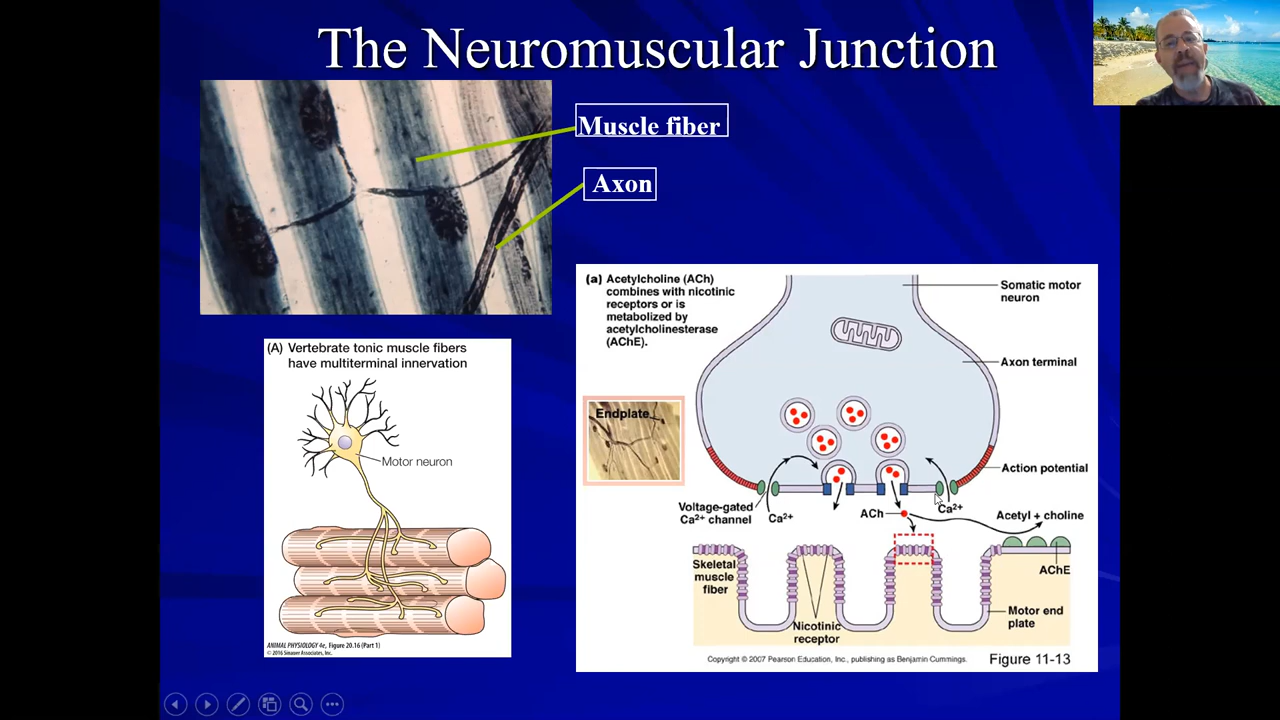 The Neuromuscular Junction
Muscle fiber
Axon
(A) Vertebrate tonic muscle fibers
have multiterminal innervation
Motor neuron
ANIMAL PHYSIOLOGY 4e, Figure 20.16 (Part 1)
© 2016 Sinauer Associates, Inc.
(a) Acetylcholine (ACh)
combines with nicotinic
receptors or is
metabolized by
acetylcholinesterase
(AChE).
Somatic motor
neuron
Axon terminal
Endplate
Action potential
Voltage-gated
Ca2+ channel
Ca2+
ACh
Ca2+
Acetyl + choline
AChE
Skeletal
muscle
fiber
Nicotinic
receptor
Motor end
plate
Copyright © 2007 Pearson Education, Inc., publishing as Benjamin Cummings.
Figure 11-13